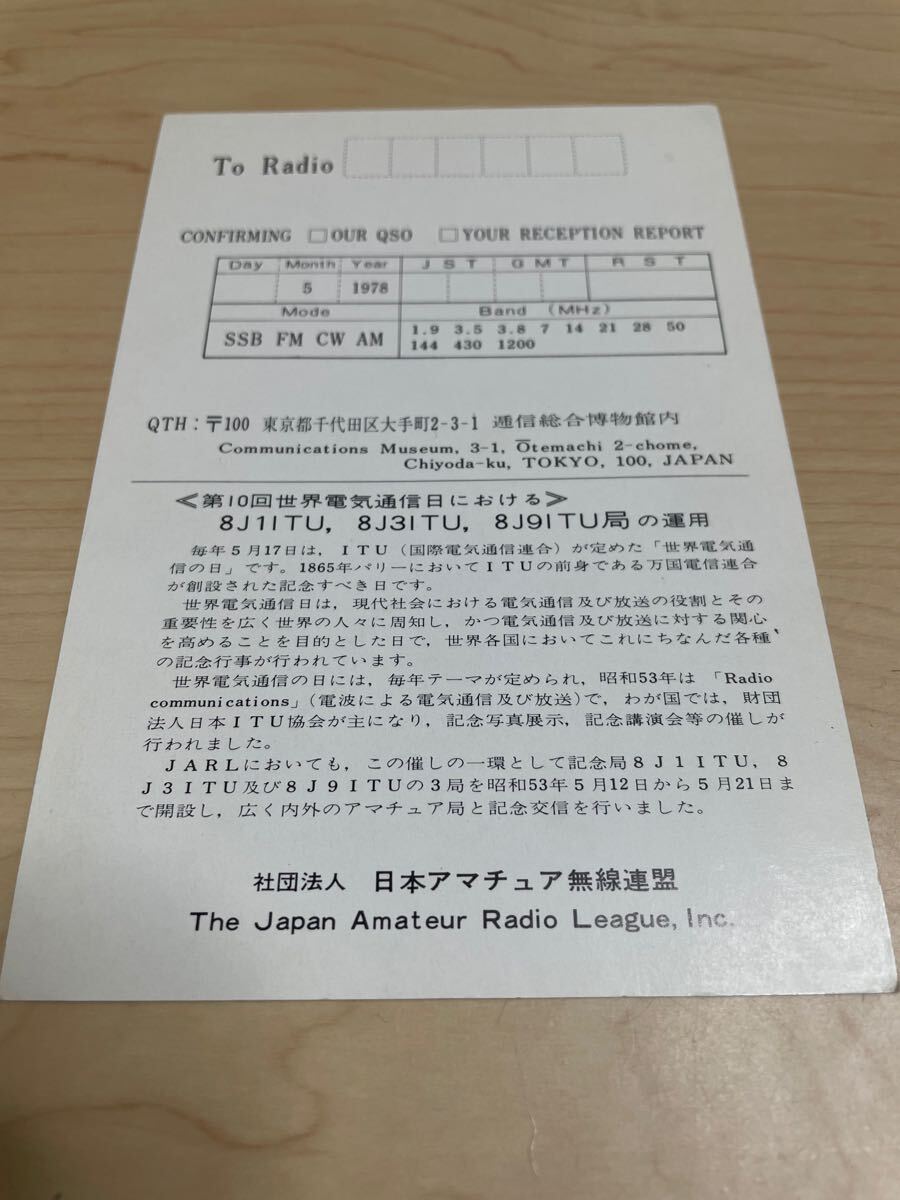 To Radio
CONFIRMING □OUR QSO □YOUR RECEPTION REPORT
Day Month Year JST GMT RST
5 1978
Mode Band (MHz)
SSB FM CW AM 1.9 3.5 3.8 7 14 21 28 50
144 430 1200
QTH：〒100 東京都千代田区大手町2-3-1 逓信総合博物館内
Communications Museum, 3-1, Ōtemachi 2-chome,
Chiyoda-ku, TOKYO, 100, JAPAN
≪第10回世界電気通信日における≫
8J1ITU, 8J3ITU, 8J9ITU局の運用
毎年5月17日は，ITU（国際電気通信連合）が定めた「世界電気通
信の日」です。1865年パリーにおいてITUの前身である万国電信連合
が創設された記念すべき日です。
世界電気通信日は，現代社会における電気通信及び放送の役割とその
重要性を広く世界の人々に周知し，かつ電気通信及び放送に対する関心
を高めることを目的とした日で，世界各国においてこれにちなんだ各種
の記念行事が行われています。
世界電気通信の日には，毎年テーマが定められ，昭和53年は「Radio
communications」（電波による電気通信及び放送）で，わが国では，財団
法人日本ITU協会が主になり，記念写真展示，記念講演会等の催しが
行われました。
JARLにおいても，この催しの一環として記念局8J1ITU，8
J3ITU及び8J9ITUの3局を昭和53年5月12日から5月21日ま
で開設し，広く内外のアマチュア局と記念交信を行いました。
社団法人 日本アマチュア無線連盟
The Japan Amateur Radio League, Inc.